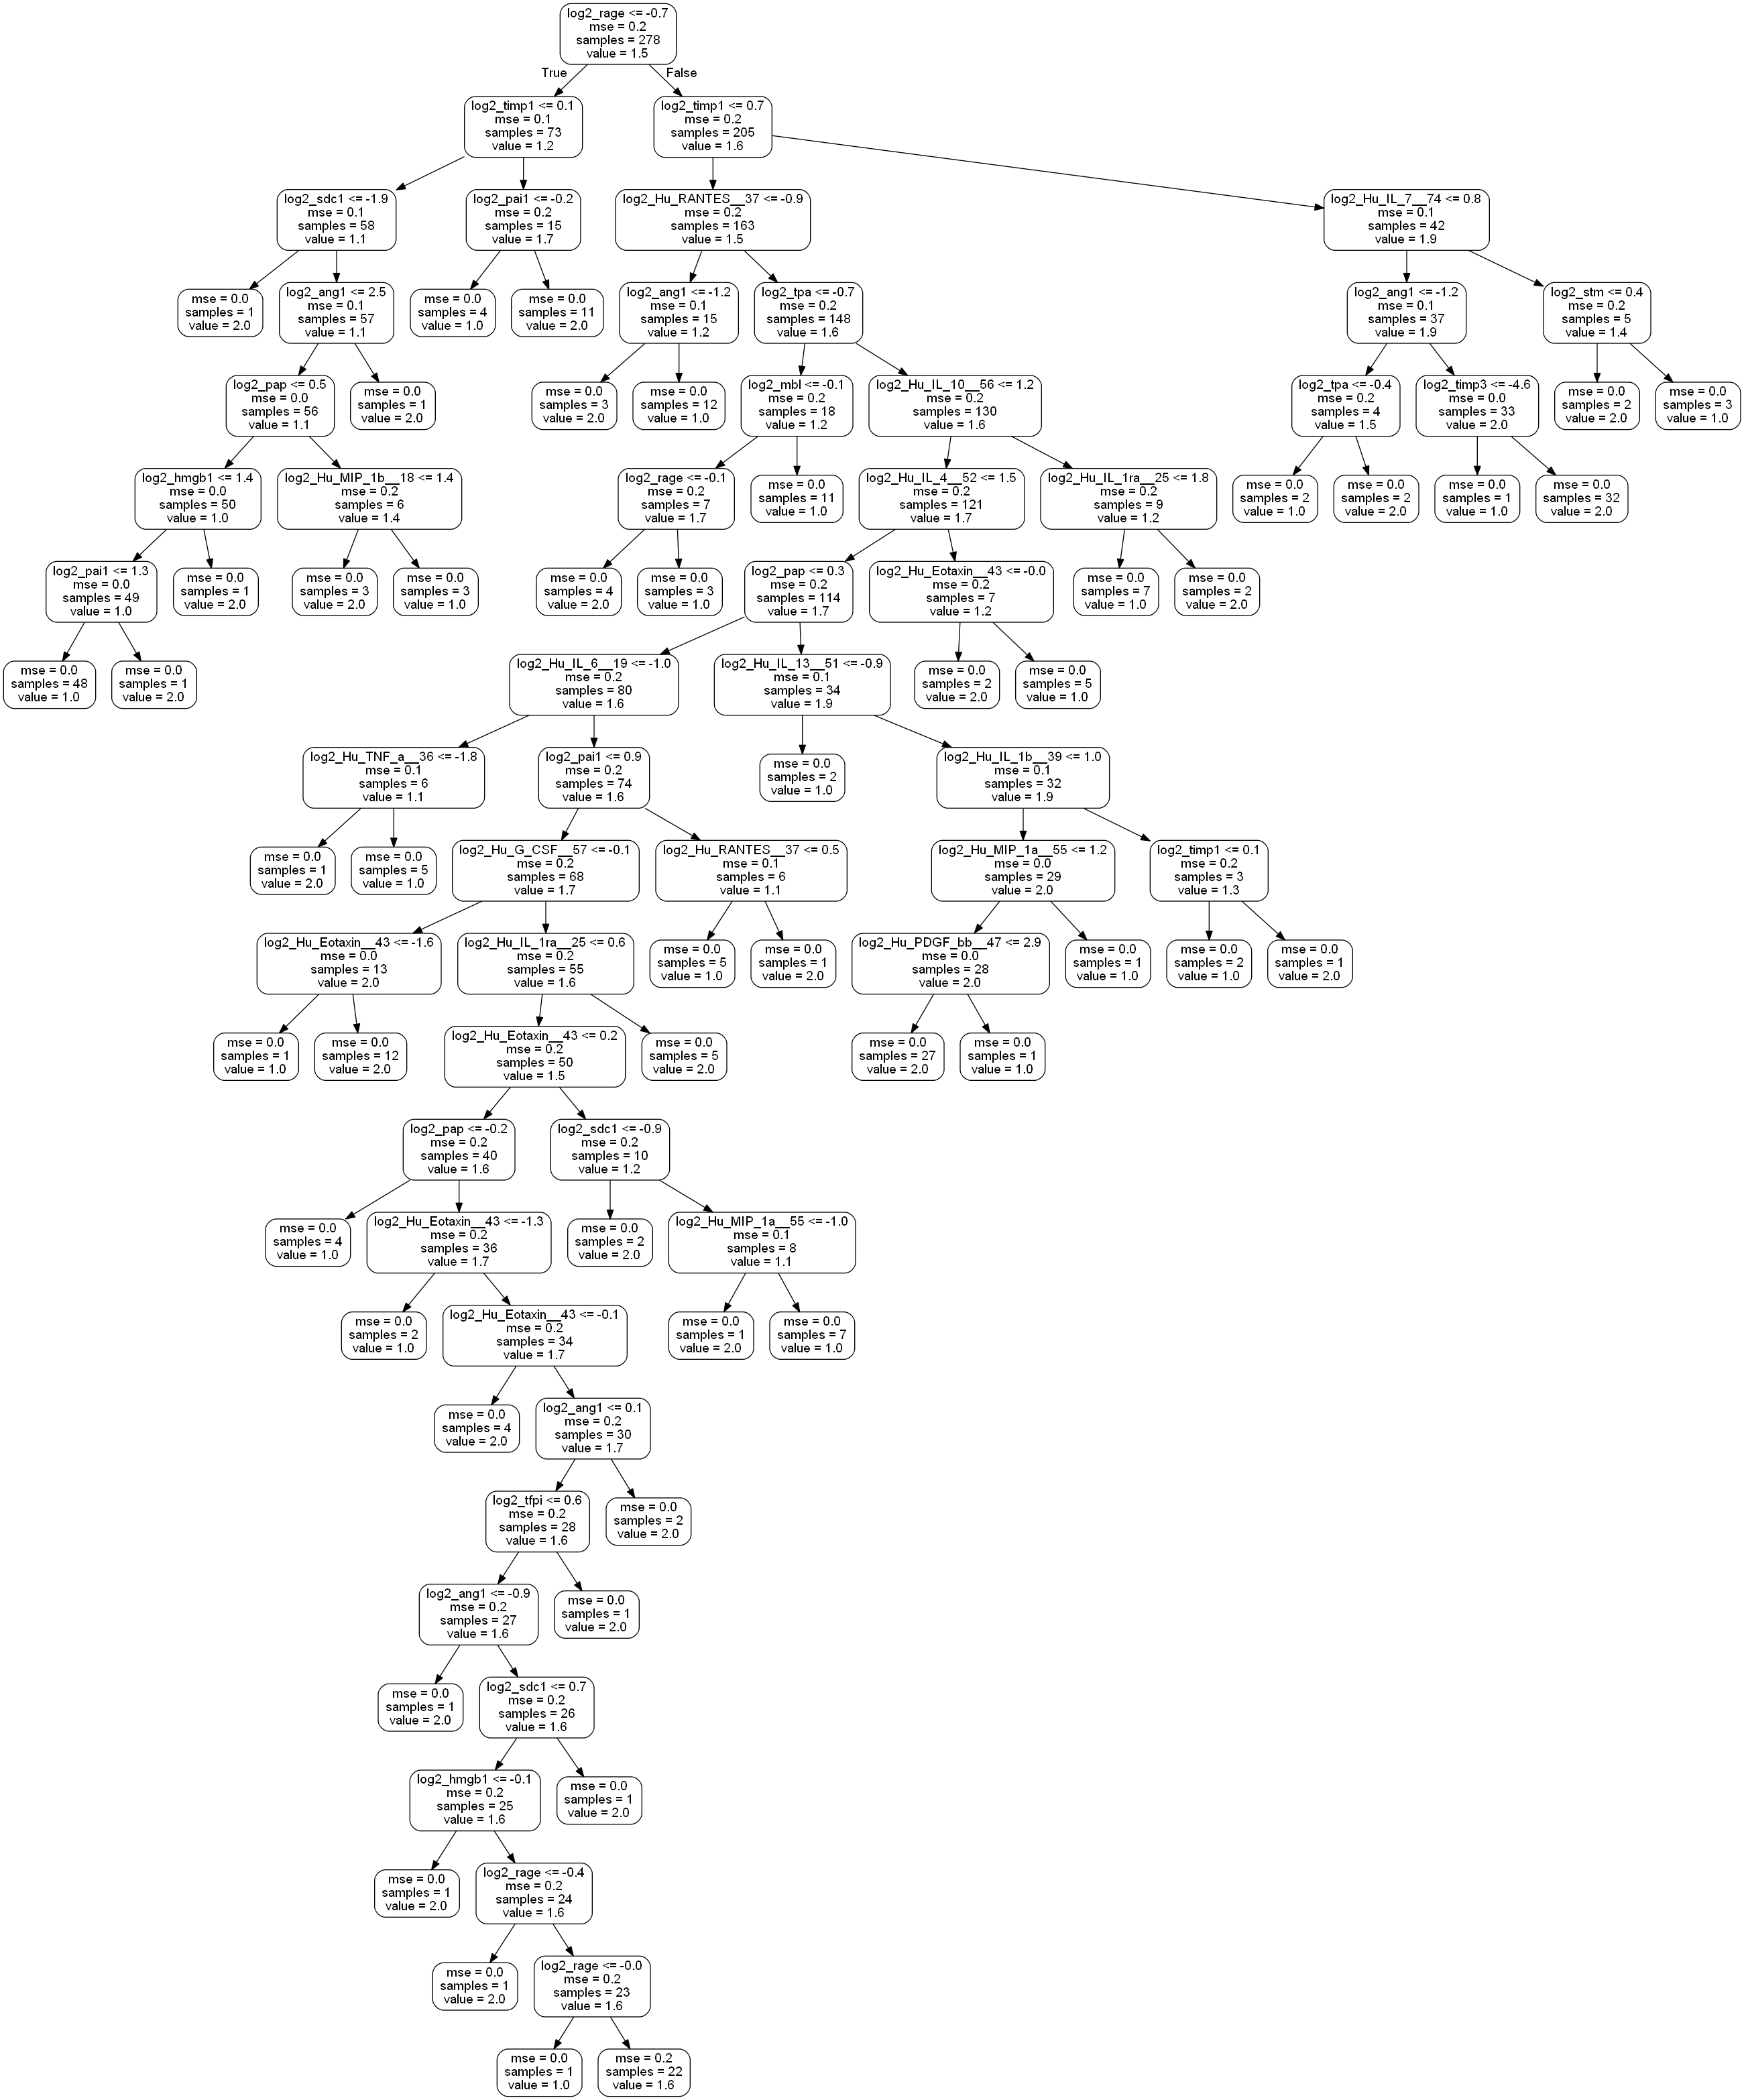 log2_rage <= -0.7
mse = 0.2
samples = 278
value = 1.5
True
False
log2_timp1 <= 0.1
mse = 0.1
samples = 73
value = 1.2
log2_timp1 <= 0.7
mse = 0.2
samples = 205
value = 1.6
log2_sdc1 <= -1.9
mse = 0.1
samples = 58
value = 1.1
log2_pai1 <= -0.2
mse = 0.2
samples = 15
value = 1.7
log2_Hu_RANTES__37 <= -0.9
mse = 0.2
samples = 163
value = 1.5
log2_Hu_IL_7__74 <= 0.8
mse = 0.1
samples = 42
value = 1.9
mse = 0.0
samples = 1
value = 2.0
log2_ang1 <= 2.5
mse = 0.1
samples = 57
value = 1.1
mse = 0.0
samples = 4
value = 1.0
mse = 0.0
samples = 11
value = 2.0
log2_ang1 <= -1.2
mse = 0.1
samples = 15
value = 1.2
log2_tpa <= -0.7
mse = 0.2
samples = 148
value = 1.6
log2_ang1 <= -1.2
mse = 0.1
samples = 37
value = 1.9
log2_stm <= 0.4
mse = 0.2
samples = 5
value = 1.4
log2_pap <= 0.5
mse = 0.0
samples = 56
value = 1.1
mse = 0.0
samples = 1
value = 2.0
mse = 0.0
samples = 3
value = 2.0
mse = 0.0
samples = 12
value = 1.0
log2_mbl <= -0.1
mse = 0.2
samples = 18
value = 1.2
log2_Hu_IL_10__56 <= 1.2
mse = 0.2
samples = 130
value = 1.6
log2_tpa <= -0.4
mse = 0.2
samples = 4
value = 1.5
log2_timp3 <= -4.6
mse = 0.0
samples = 33
value = 2.0
mse = 0.0
samples = 2
value = 2.0
mse = 0.0
samples = 3
value = 1.0
log2_hmgb1 <= 1.4
mse = 0.0
samples = 50
value = 1.0
log2_Hu_MIP_1b__18 <= 1.4
mse = 0.2
samples = 6
value = 1.4
log2_rage <= -0.1
mse = 0.2
samples = 7
value = 1.7
mse = 0.0
samples = 11
value = 1.0
log2_Hu_IL_4__52 <= 1.5
mse = 0.2
samples = 121
value = 1.7
log2_Hu_IL_1ra__25 <= 1.8
mse = 0.2
samples = 9
value = 1.2
mse = 0.0
samples = 2
value = 1.0
mse = 0.0
samples = 2
value = 2.0
mse = 0.0
samples = 1
value = 1.0
mse = 0.0
samples = 32
value = 2.0
log2_pai1 <= 1.3
mse = 0.0
samples = 49
value = 1.0
mse = 0.0
samples = 1
value = 2.0
mse = 0.0
samples = 3
value = 2.0
mse = 0.0
samples = 3
value = 1.0
mse = 0.0
samples = 4
value = 2.0
mse = 0.0
samples = 3
value = 1.0
log2_pap <= 0.3
mse = 0.2
samples = 114
value = 1.7
log2_Hu_Eotaxin__43 <= -0.0
mse = 0.2
samples = 7
value = 1.2
mse = 0.0
samples = 7
value = 1.0
mse = 0.0
samples = 2
value = 2.0
mse = 0.0
samples = 48
value = 1.0
mse = 0.0
samples = 1
value = 2.0
log2_Hu_IL_6__19 <= -1.0
mse = 0.2
samples = 80
value = 1.6
log2_Hu_IL_13__51 <= -0.9
mse = 0.1
samples = 34
value = 1.9
mse = 0.0
samples = 2
value = 2.0
mse = 0.0
samples = 5
value = 1.0
log2_Hu_TNF_a__36 <= -1.8
mse = 0.1
samples = 6
value = 1.1
log2_pai1 <= 0.9
mse = 0.2
samples = 74
value = 1.6
mse = 0.0
samples = 2
value = 1.0
log2_Hu_IL_1b__39 <= 1.0
mse = 0.1
samples = 32
value = 1.9
mse = 0.0
samples = 1
value = 2.0
mse = 0.0
samples = 5
value = 1.0
log2_Hu_G_CSF__57 <= -0.1
mse = 0.2
samples = 68
value = 1.7
log2_Hu_RANTES__37 <= 0.5
mse = 0.1
samples = 6
value = 1.1
log2_Hu_MIP_1a__55 <= 1.2
mse = 0.0
samples = 29
value = 2.0
log2_timp1 <= 0.1
mse = 0.2
samples = 3
value = 1.3
log2_Hu_Eotaxin__43 <= -1.6
mse = 0.0
samples = 13
value = 2.0
log2_Hu_IL_1ra__25 <= 0.6
mse = 0.2
samples = 55
value = 1.6
mse = 0.0
samples = 5
value = 1.0
mse = 0.0
samples = 1
value = 2.0
log2_Hu_PDGF_bb__47 <= 2.9
mse = 0.0
samples = 28
value = 2.0
mse = 0.0
samples = 1
value = 1.0
mse = 0.0
samples = 2
value = 1.0
mse = 0.0
samples = 1
value = 2.0
mse = 0.0
samples = 1
value = 1.0
mse = 0.0
samples = 12
value = 2.0
log2_Hu_Eotaxin__43 <= 0.2
mse = 0.2
samples = 50
value = 1.5
mse = 0.0
samples = 5
value = 2.0
mse = 0.0
samples = 27
value = 2.0
mse = 0.0
samples = 1
value = 1.0
log2_pap <= -0.2
mse = 0.2
samples = 40
value = 1.6
log2_sdc1 <= -0.9
mse = 0.2
samples = 10
value = 1.2
mse = 0.0
samples = 4
value = 1.0
log2_Hu_Eotaxin__43 <= -1.3
mse = 0.2
samples = 36
value = 1.7
mse = 0.0
samples = 2
value = 2.0
log2_Hu_MIP_1a__55 <= -1.0
mse = 0.1
samples = 8
value = 1.1
mse = 0.0
samples = 2
value = 1.0
log2_Hu_Eotaxin__43 <= -0.1
mse = 0.2
samples = 34
value = 1.7
mse = 0.0
samples = 1
value = 2.0
mse = 0.0
samples = 7
value = 1.0
mse = 0.0
samples = 4
value = 2.0
log2_ang1 <= 0.1
mse = 0.2
samples = 30
value = 1.7
log2_tfpi <= 0.6
mse = 0.2
samples = 28
value = 1.6
mse = 0.0
samples = 2
value = 2.0
log2_ang1 <= -0.9
mse = 0.2
samples = 27
value = 1.6
mse = 0.0
samples = 1
value = 2.0
mse = 0.0
samples = 1
value = 2.0
log2_sdc1 <= 0.7
mse = 0.2
samples = 26
value = 1.6
log2_hmgb1 <= -0.1
mse = 0.2
samples = 25
value = 1.6
mse = 0.0
samples = 1
value = 2.0
mse = 0.0
samples = 1
value = 2.0
log2_rage <= -0.4
mse = 0.2
samples = 24
value = 1.6
mse = 0.0
samples = 1
value = 2.0
log2_rage <= -0.0
mse = 0.2
samples = 23
value = 1.6
mse = 0.0
samples = 1
value = 1.0
mse = 0.2
samples = 22
value = 1.6